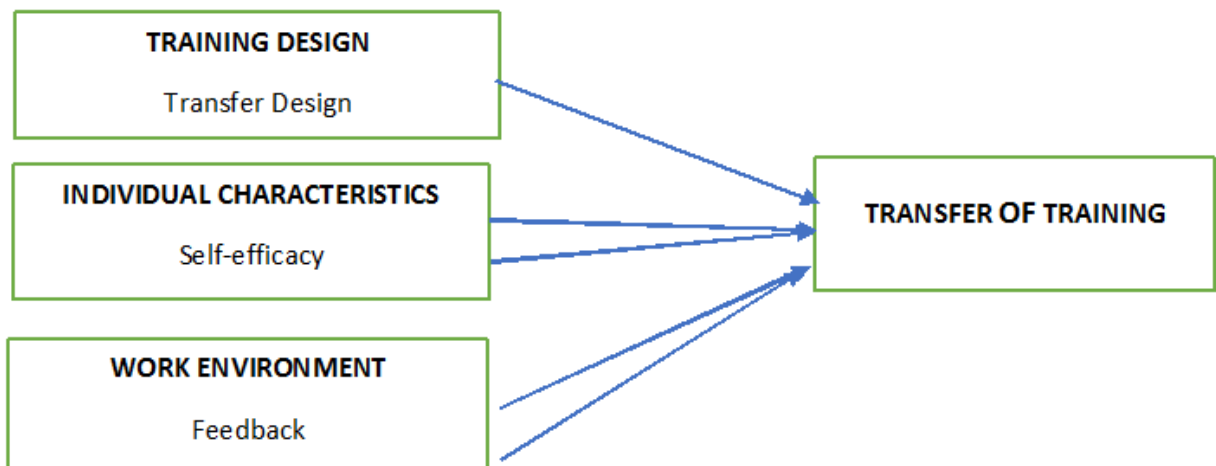 TRAINING DESIGN
Transfer Design
INDIVIDUAL CHARACTERISTICS
Self-efficacy
WORK ENVIRONMENT
Feedback
TRANSFER OF TRAINING